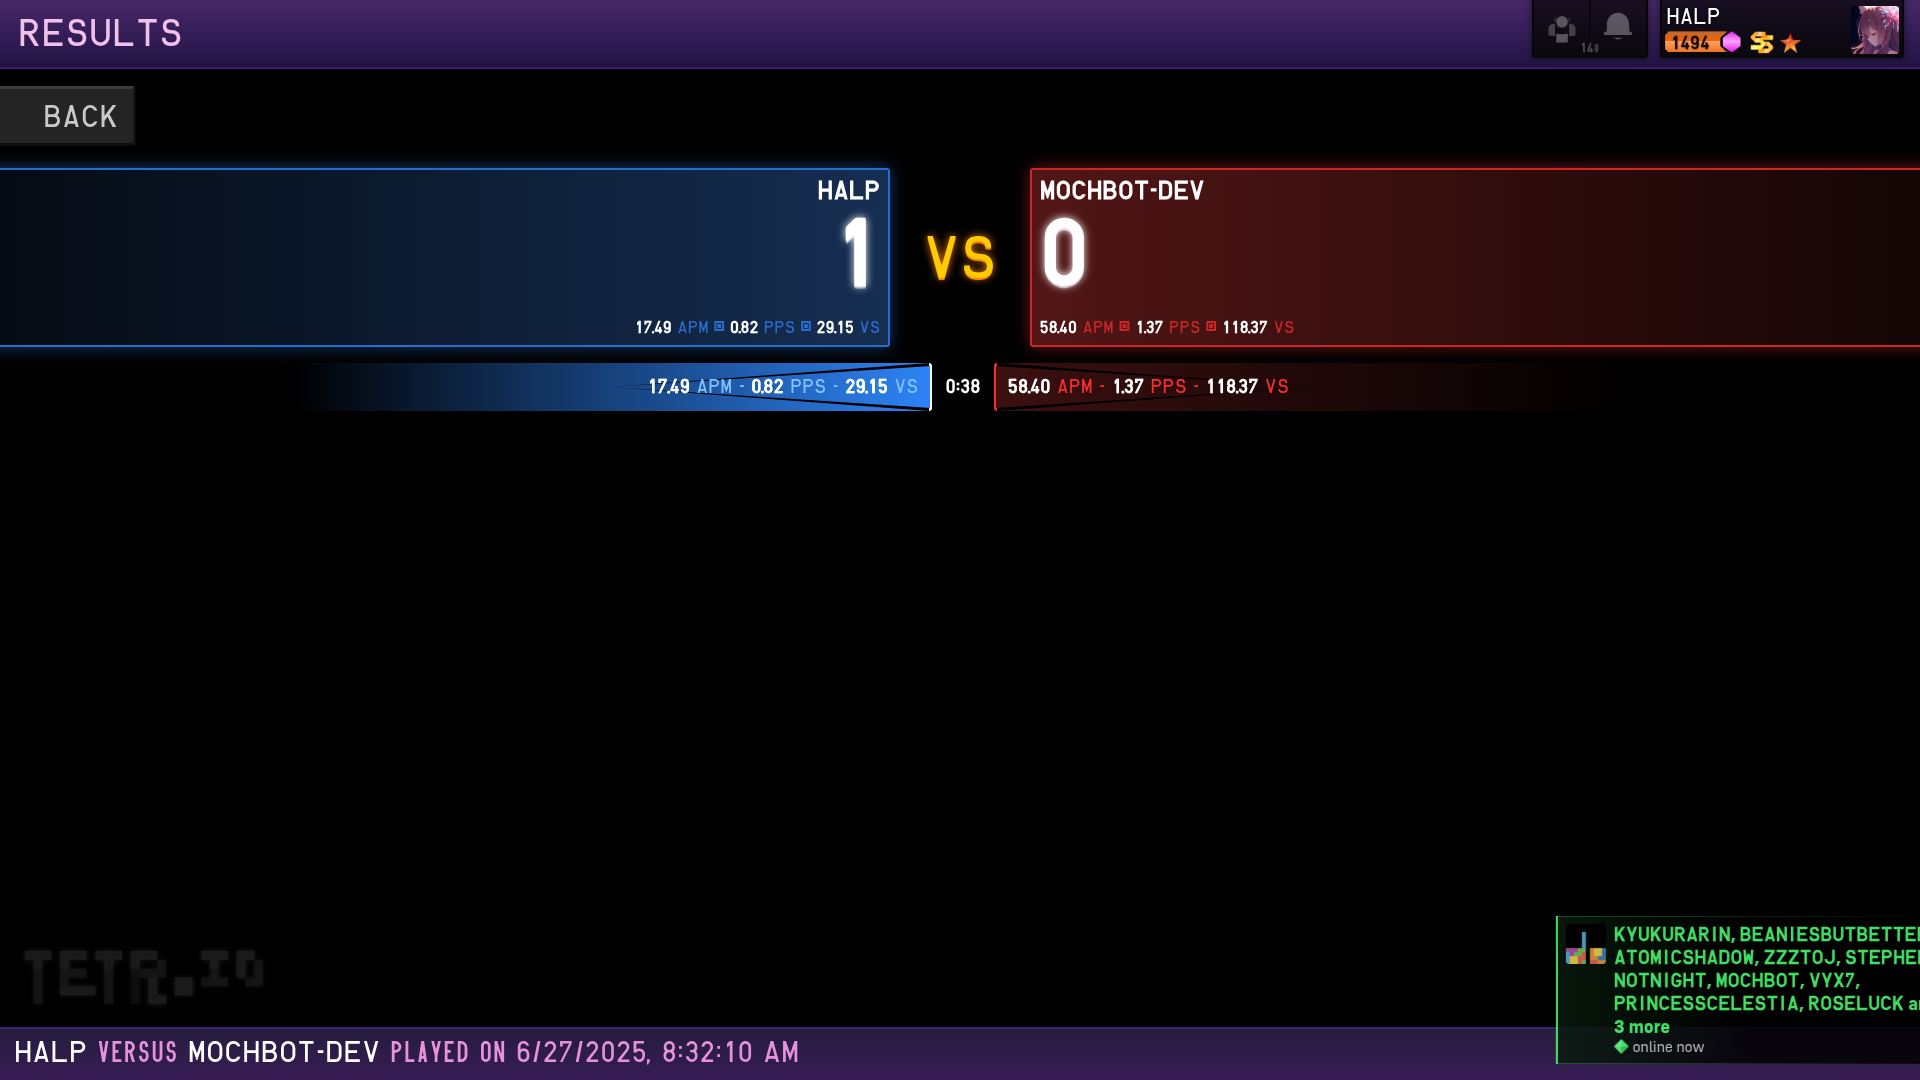 RESULTS
HALP
1494
BACK
HALP
1
17.49 APM 0.82 PPS 29.15 VS
VS
MOCHBOT-DEV
0
58.40 APM 1.37 PPS 118.37 VS
17.49 APM - 0.82 PPS - 29.15 VS
0:38
58.40 APM - 1.37 PPS - 118.37 VS
TETR.IO
KYUKURARIN, BEANIESBUTBETTER
ATOMICSHADOW, ZZZTOJ, STEPHE
NOTNIGHT, MOCHBOT, VYX7,
PRINCESSCELESTIA, ROSELUCK a
3 more
online now
HALP VERSUS MOCHBOT-DEV PLAYED ON 6/27/2025, 8:32:10 AM